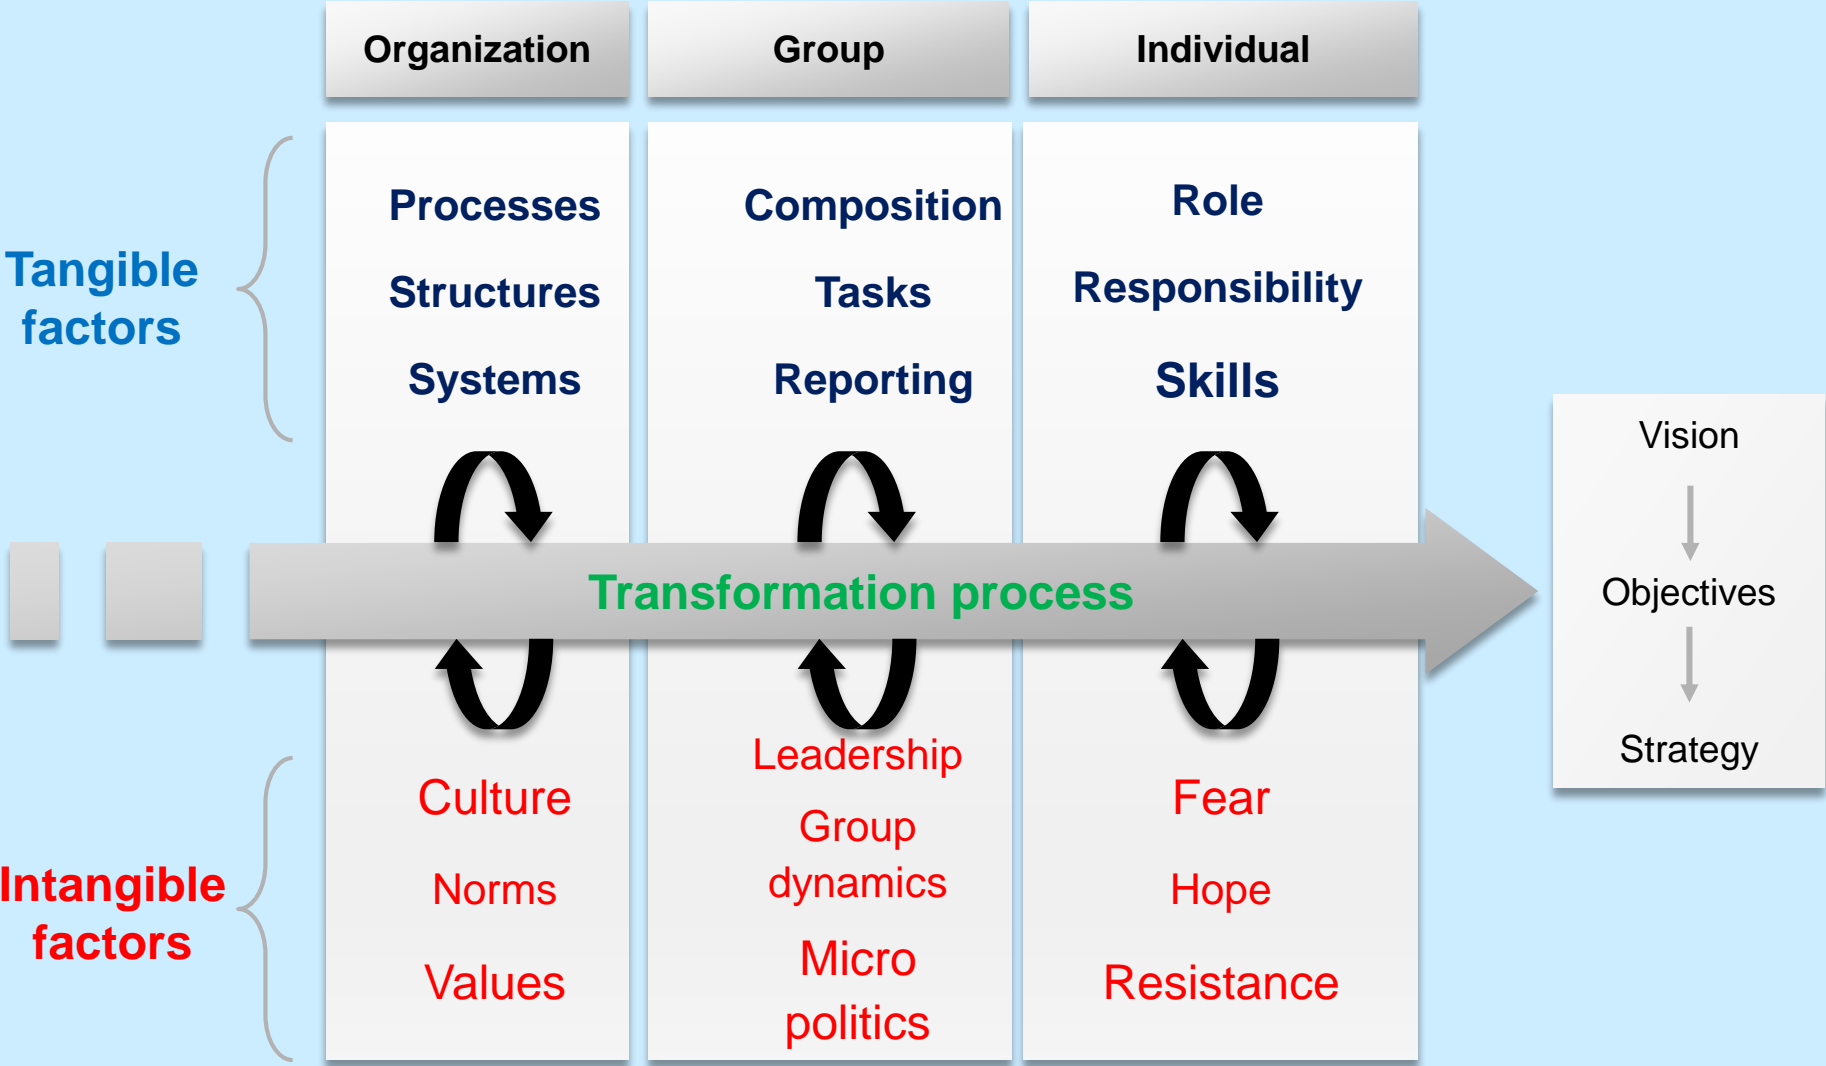 Organization
Group
Individual
Tangible
factors
Processes
Structures
Systems
Composition
Tasks
Reporting
Role
Responsibility
Skills
Transformation process
Vision
Objectives
Strategy
Intangible
factors
Culture
Norms
Values
Leadership
Group
dynamics
Micro
politics
Fear
Hope
Resistance